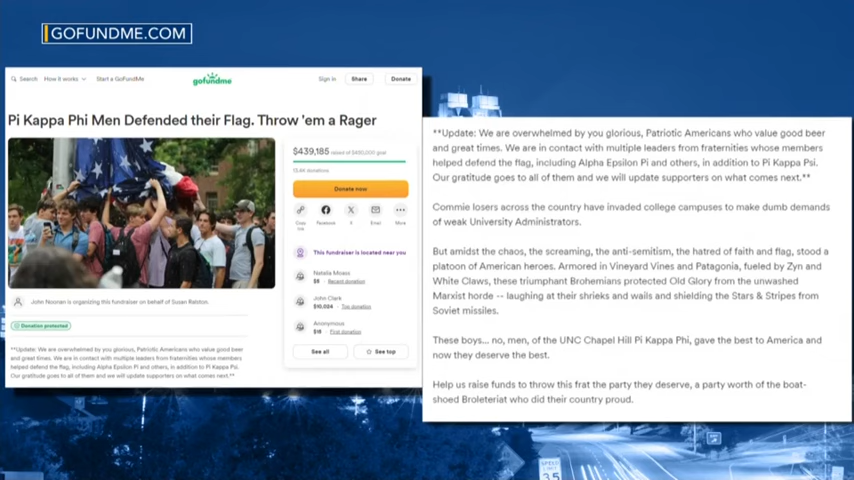 GOFUNDME.COM
Search How it works Start a GoFundMe gofundme Sign in Share Donate
Pi Kappa Phi Men Defended their Flag. Throw 'em a Rager
$439,185 raised of $450,000 goal
13.4K donations
Donate now
Copy link Facebook X Email More
This fundraiser is located near you
Natalia Moass
$5 Recent donation
John Clark
$10,024 Top donation
Anonymous
$15 First donation
See all See top
John Noonan is organizing this fundraiser on behalf of Susan Ralston.
Donation protected
**Update: We are overwhelmed by you glorious, Patriotic Americans who value good beer
and great times. We are in contact with multiple leaders from fraternities whose members
helped defend the flag, including Alpha Epsilon Pi and others, in addition to Pi Kappa Psi.
Our gratitude goes to all of them and we will update supporters on what comes next.**
**Update: We are overwhelmed by you glorious, Patriotic Americans who value good beer
and great times. We are in contact with multiple leaders from fraternities whose members
helped defend the flag, including Alpha Epsilon Pi and others, in addition to Pi Kappa Psi.
Our gratitude goes to all of them and we will update supporters on what comes next.**
Commie losers across the country have invaded college campuses to make dumb demands
of weak University Administrators.
But amidst the chaos, the screaming, the anti-semitism, the hatred of faith and flag, stood a
platoon of American heroes. Armored in Vineyard Vines and Patagonia, fueled by Zyn and
White Claws, these triumphant Brohemians protected Old Glory from the unwashed
Marxist horde -- laughing at their shrieks and wails and shielding the Stars & Stripes from
Soviet missiles.
These boys... no, men, of the UNC Chapel Hill Pi Kappa Phi, gave the best to America and
now they deserve the best.
Help us raise funds to throw this frat the party they deserve, a party worth of the boat-
shoed Broleteriat who did their country proud.
SPEED
35